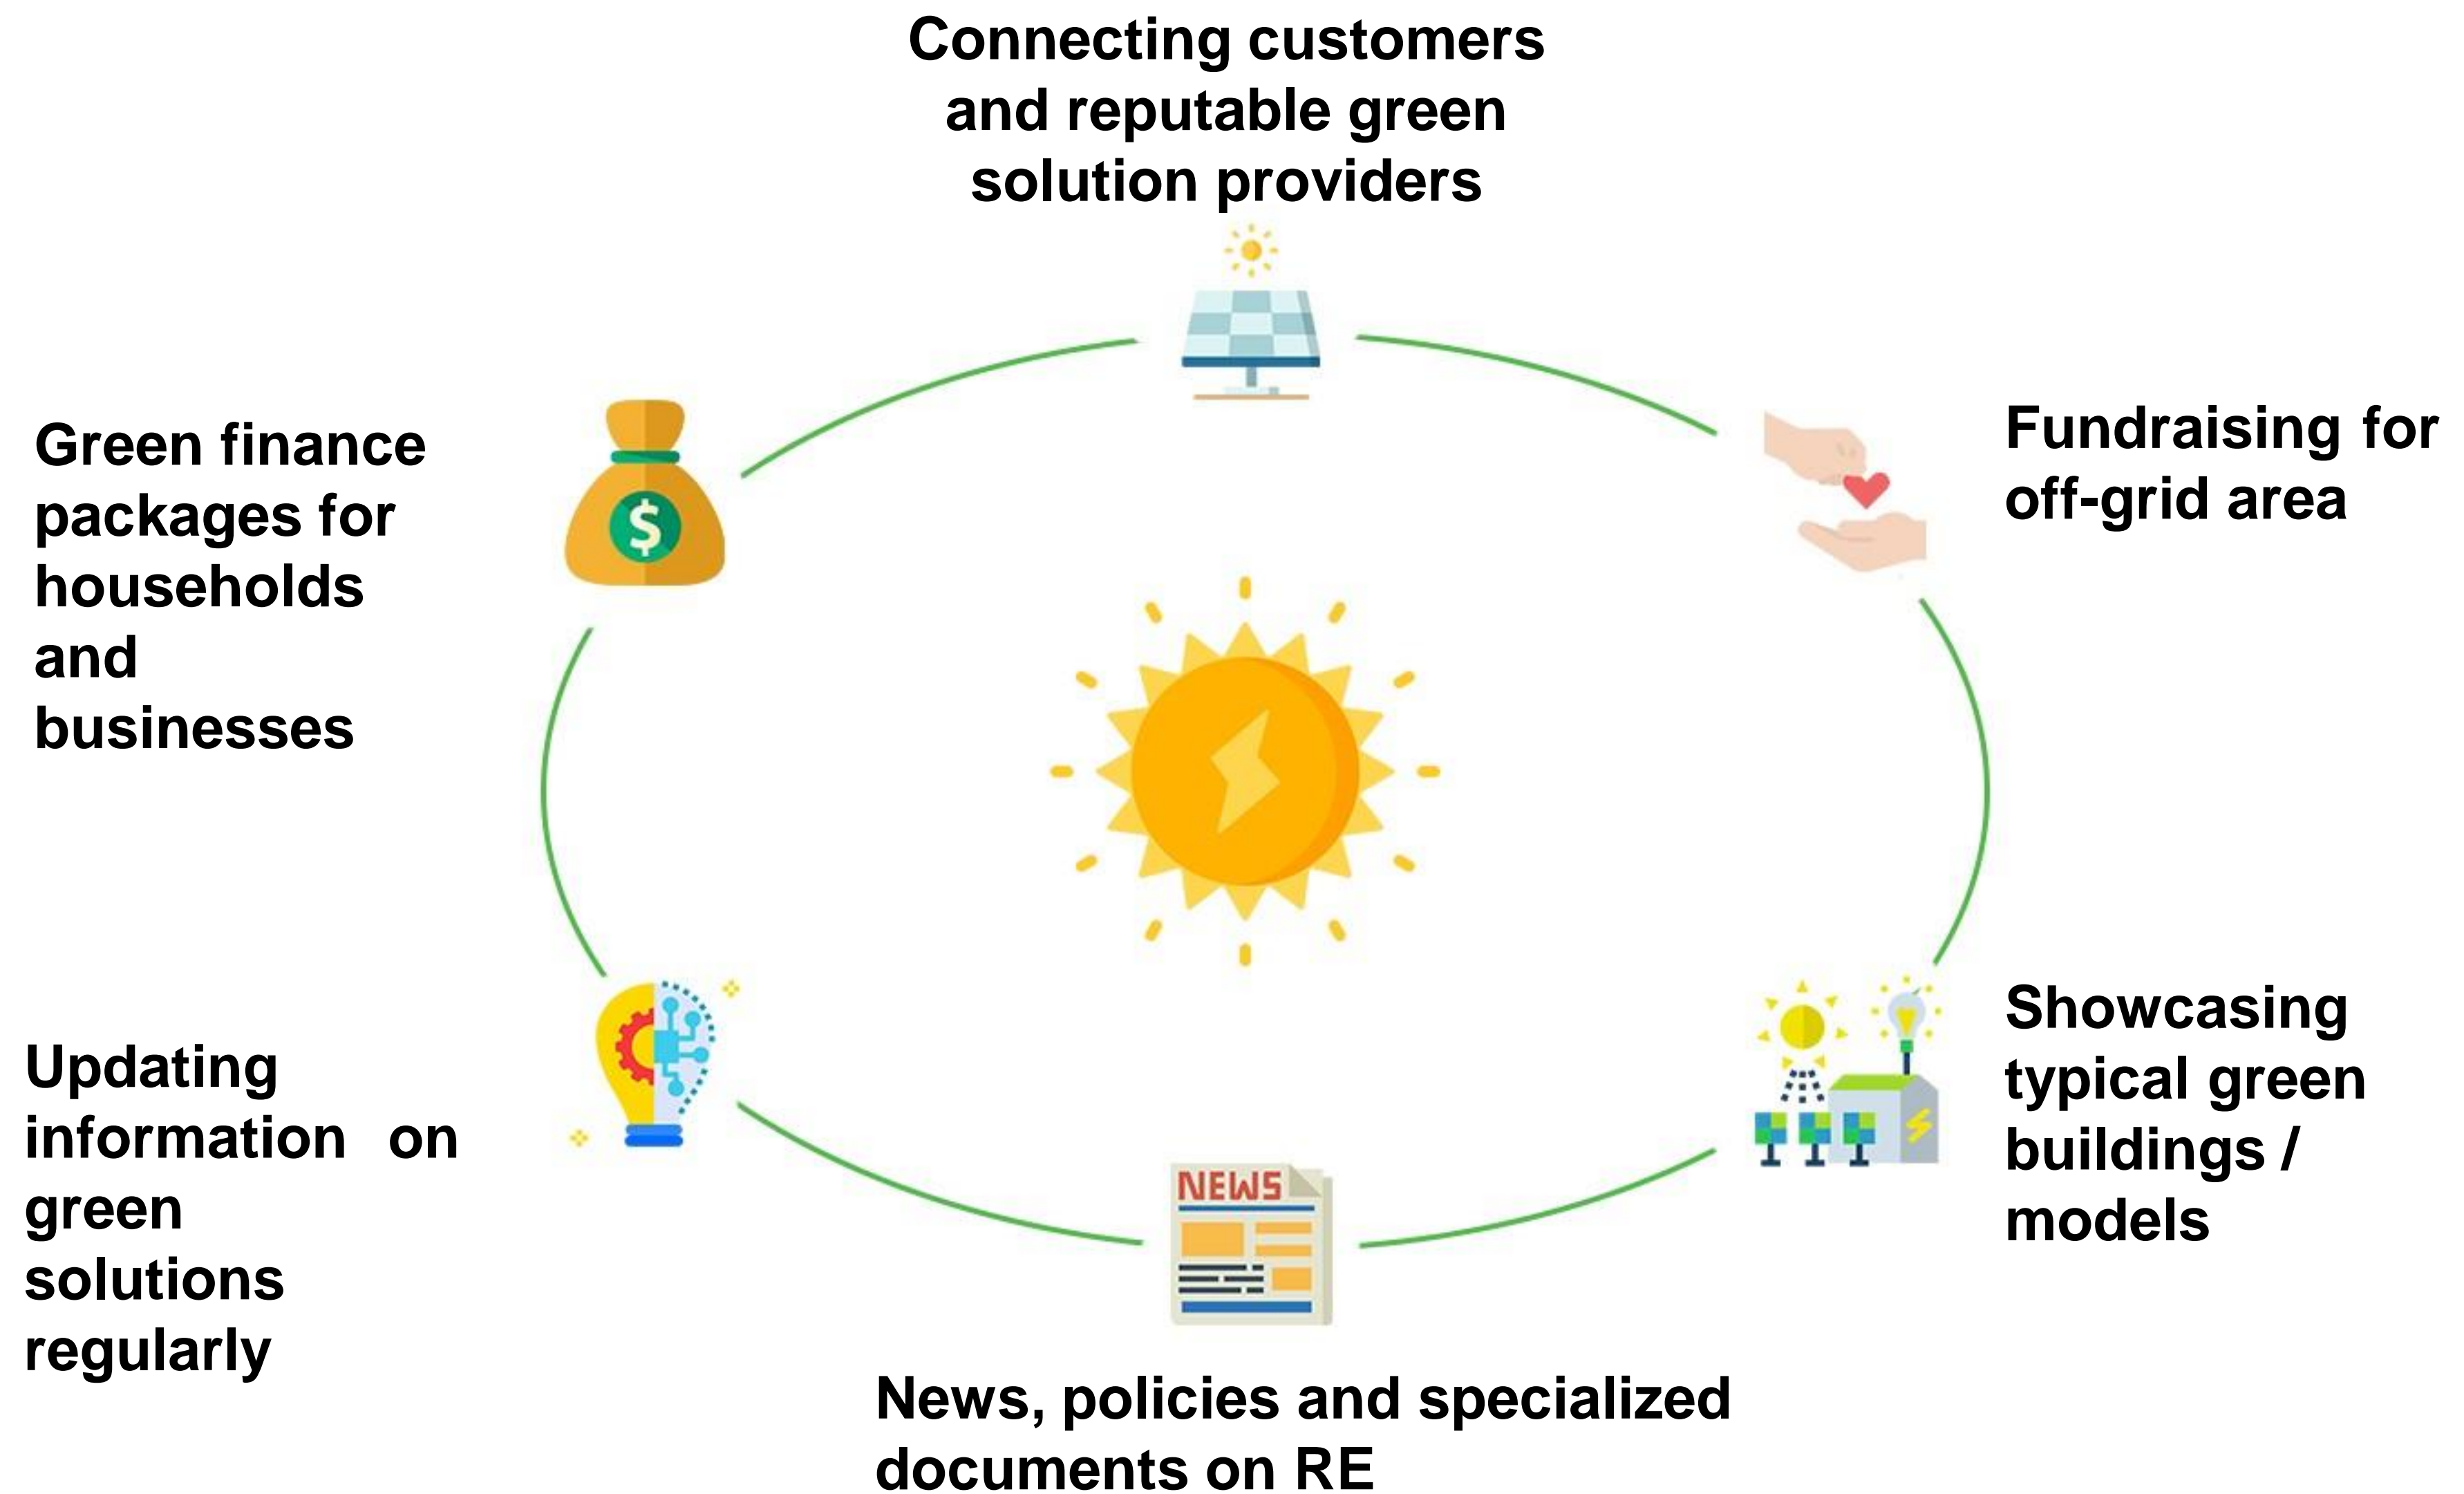 Connecting customers
and reputable green
solution providers
Green finance
packages for
households
and
businesses
$
Fundraising for
off-grid area
Updating
information on
green
solutions
regularly
Showcasing
typical green
buildings /
models
NEWS
News, policies and specialized
documents on RE